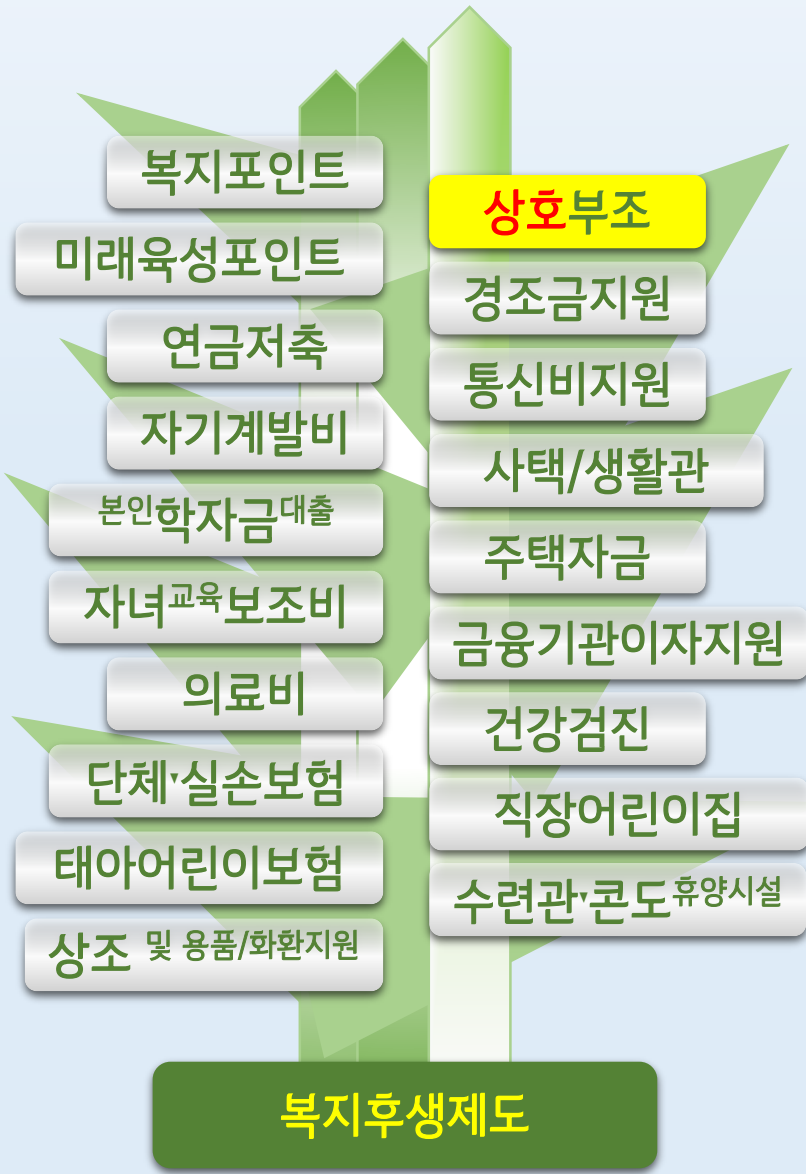 복지포인트
미래육성포인트
연금저축
자기계발비
본인학자금대출
자녀교육보조비
의료비
단체▾실손보험
태아어린이보험
상조 및 용품/화환지원
상호부조
경조금지원
통신비지원
사택/생활관
주택자금
금융기관이자지원
건강검진
직장어린이집
수련관▾콘도휴양시설
복지후생제도